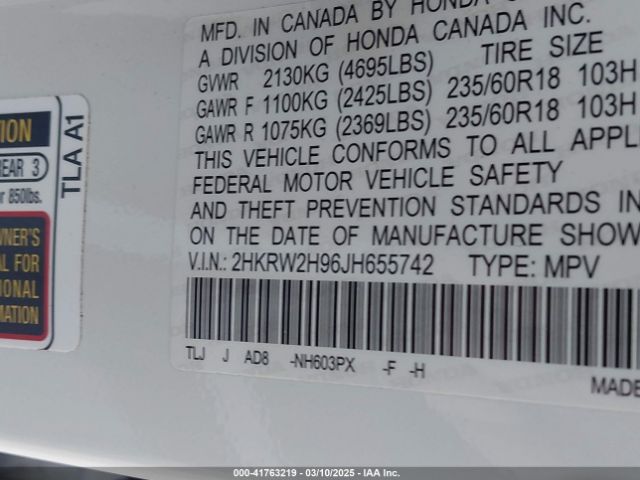 MFD. IN CANADA BY HONDA
A DIVISION OF HONDA CANADA INC.
GVWR 2130KG (4695LBS) TIRE SIZE
GAWR F 1100KG (2425LBS) 235/60R18 103H
GAWR R 1075KG (2369LBS) 235/60R18 103H
THIS VEHICLE CONFORMS TO ALL APPL
FEDERAL MOTOR VEHICLE SAFETY
AND THEFT PREVENTION STANDARDS IN
ON THE DATE OF MANUFACTURE SHOW
V.I.N.: 2HKRW2H96JH655742 TYPE: MPV
TLJ J AD8 -NH603PX -F -H
MADE
ION
REAR 3
r 850lbs.
WNER'S
AL FOR
TIONAL
MATION
TLA A1
000-41763219 - 03/10/2025 - IAA Inc.